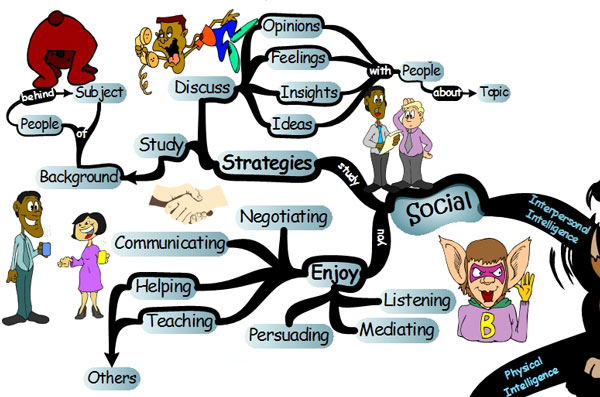 Opinions
Feelings
Insights
Ideas
with
People
about
Topic
Discuss
behind
Subject
People
of
Background
Study
Strategies
study
Social
Interpersonal
Intelligence
you
Enjoy
Negotiating
Communicating
Helping
Teaching
Others
Persuading
Listening
Mediating
B
Physical
Intelligence